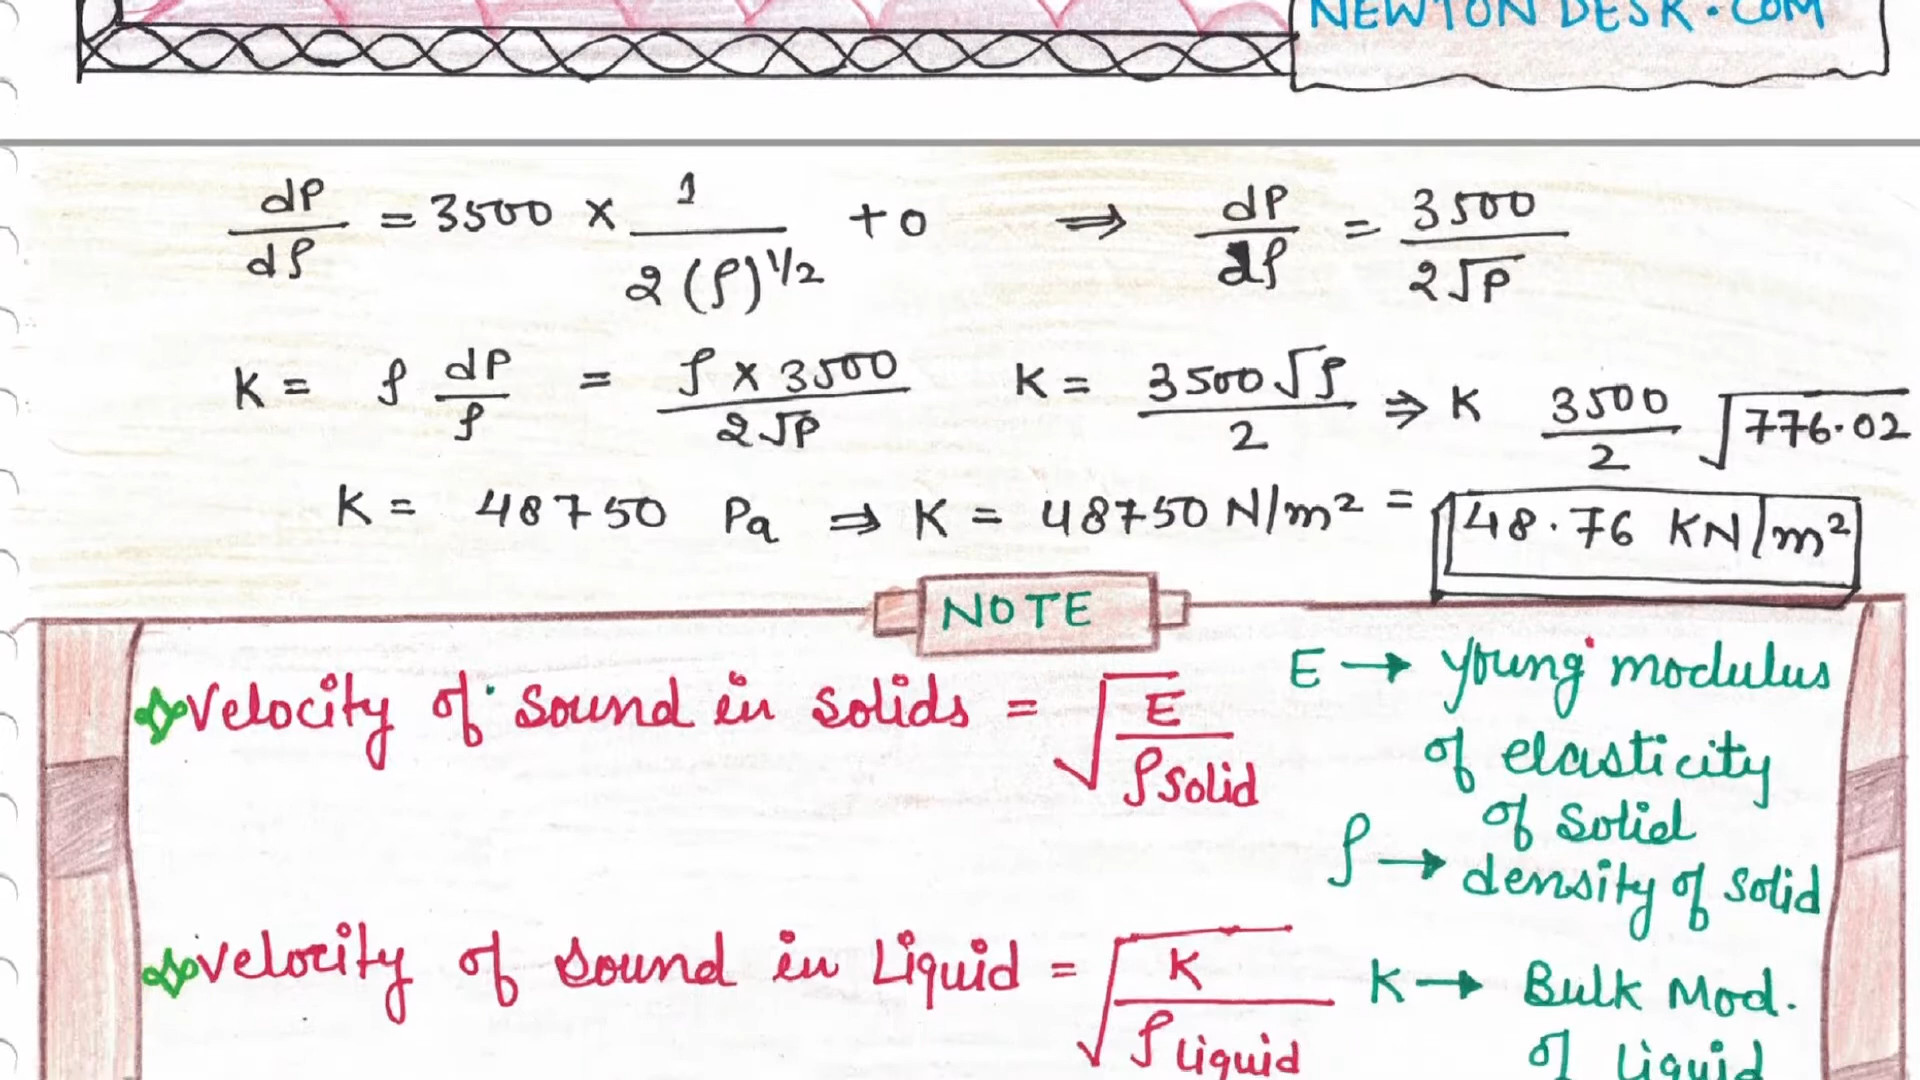 NEWTON DESK.COM
dP/dρ = 3500 × 1/2(ρ)^1/2 + 0 ⇒ dP/dρ = 3500/2√P
K = ρ dP/ρ = ρ × 3500/2√P K = 3500√ρ/2 ⇒ K 3500/2 √776.02
K = 48750 Pa ⇒ K = 48750 N/m² = 48.76 KN/m²
NOTE
Velocity of sound in solids = √E/ρsolid
E → young modulus
of elasticity
of solid
ρ → density of solid
velocity of sound in Liquid = √K/ρLiquid
K → Bulk Mod.
of Liquid